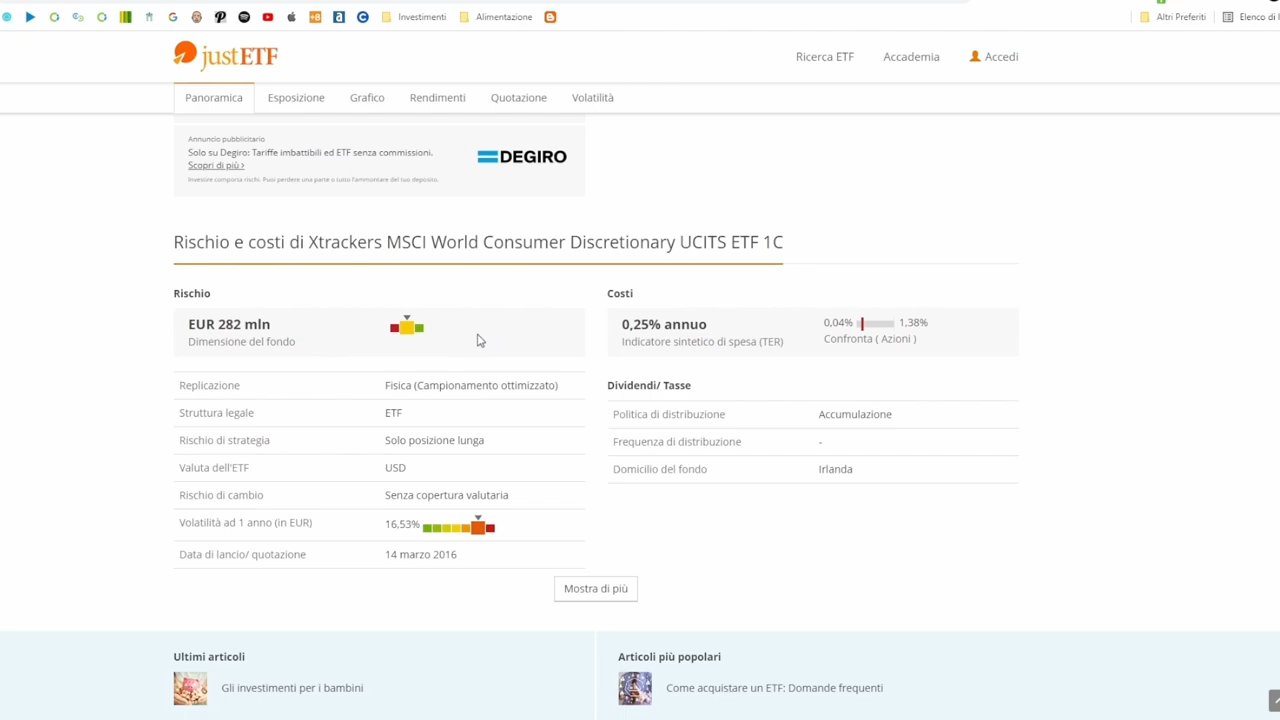 Investimenti
Alimentazione
Altri Preferiti
Elenco di
justETF
Ricerca ETF
Accademia
Accedi
Panoramica
Esposizione
Grafico
Rendimenti
Quotazione
Volatilità
Annuncio pubblicitario
Solo su Degiro: Tariffe imbattibili ed ETF senza commissioni.
Scopri di più ›
Investire comporta rischi. Puoi perdere una parte o tutto l'ammontare del tuo deposito.
DEGIRO
Rischio e costi di Xtrackers MSCI World Consumer Discretionary UCITS ETF 1C
Rischio
EUR 282 mln
Dimensione del fondo
Replicazione Fisica (Campionamento ottimizzato)
Struttura legale ETF
Rischio di strategia Solo posizione lunga
Valuta dell'ETF USD
Rischio di cambio Senza copertura valutaria
Volatilità ad 1 anno (in EUR) 16,53%
Data di lancio/ quotazione 14 marzo 2016
Costi
0,25% annuo
Indicatore sintetico di spesa (TER)
0,04% 1,38%
Confronta ( Azioni )
Dividendi/ Tasse
Politica di distribuzione Accumulazione
Frequenza di distribuzione -
Domicilio del fondo Irlanda
Mostra di più
Ultimi articoli
Gli investimenti per i bambini
Articoli più popolari
Come acquistare un ETF: Domande frequenti